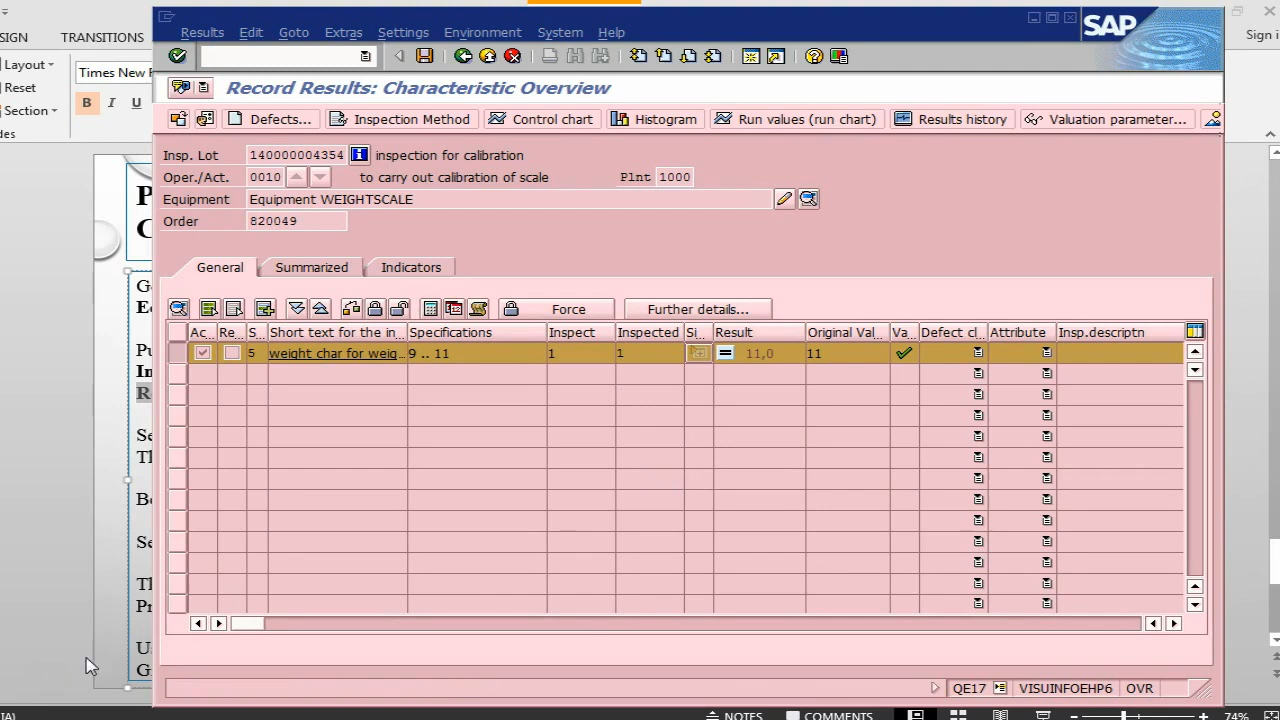 SIGN TRANSITIONS
Layout
Reset
Section
Times New
B I U
Sign i
Results Edit Goto Extras Settings Environment System Help
SAP
Record Results: Characteristic Overview
Defects... Inspection Method Control chart Histogram Run values (run chart) Results history Valuation parameter...
Insp. Lot 140000004354 inspection for calibration
Oper./Act. 0010 to carry out calibration of scale Plnt 1000
Equipment Equipment WEIGHTSCALE
Order 820049
General Summarized Indicators
Force Further details...
Ac... Re... S... Short text for the in... Specifications Inspect Inspected Si... Result Original Val... Va... Defect cl... Attribute Insp.descriptn
5 weight char for weig... 9 .. 11 1 1 11,0 11
QE17 VISUINFOEHP6 OVR
NOTES COMMENTS 74%